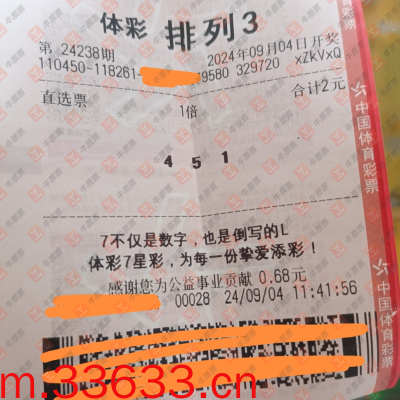 体彩 排列3
第 24238期 2024年09月04日开奖
110450-118261- 9580 329720 xZkVxQ
直选票 1倍 合计2元
4 5 1
7不仅是数字，也是倒写的L
体彩7星彩，为每一份挚爱添彩！
感谢您为公益事业贡献 0.68元
00028 24/09/04 11:41:56
中国体育彩票
中国体育彩票
m.33633.cn